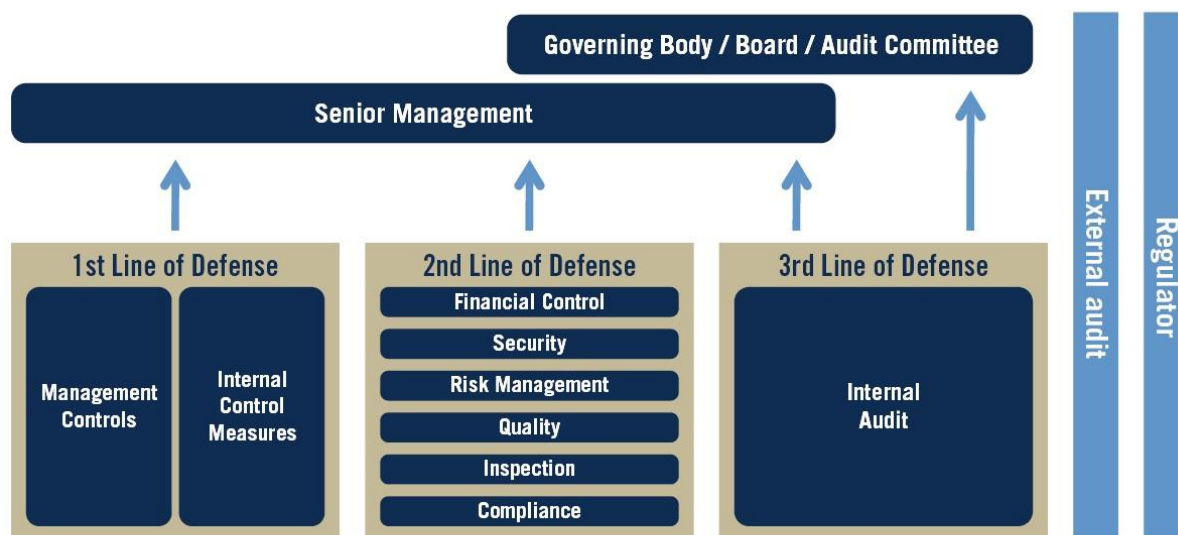 Governing Body / Board / Audit Committee
Senior Management
1st Line of Defense
Management
Controls
Internal
Control
Measures
2nd Line of Defense
Financial Control
Security
Risk Management
Quality
Inspection
Compliance
3rd Line of Defense
Internal
Audit
External audit
Regulator